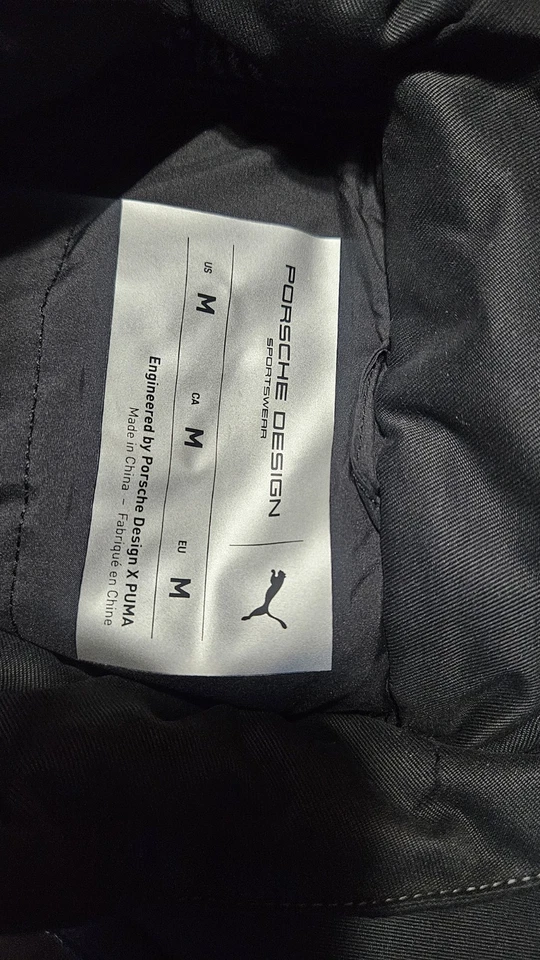 PORSCHE DESIGN
SPORTSWEAR
US M CA M EU M
Engineered by Porsche Design X PUMA
Made in China – Fabriqué en Chine